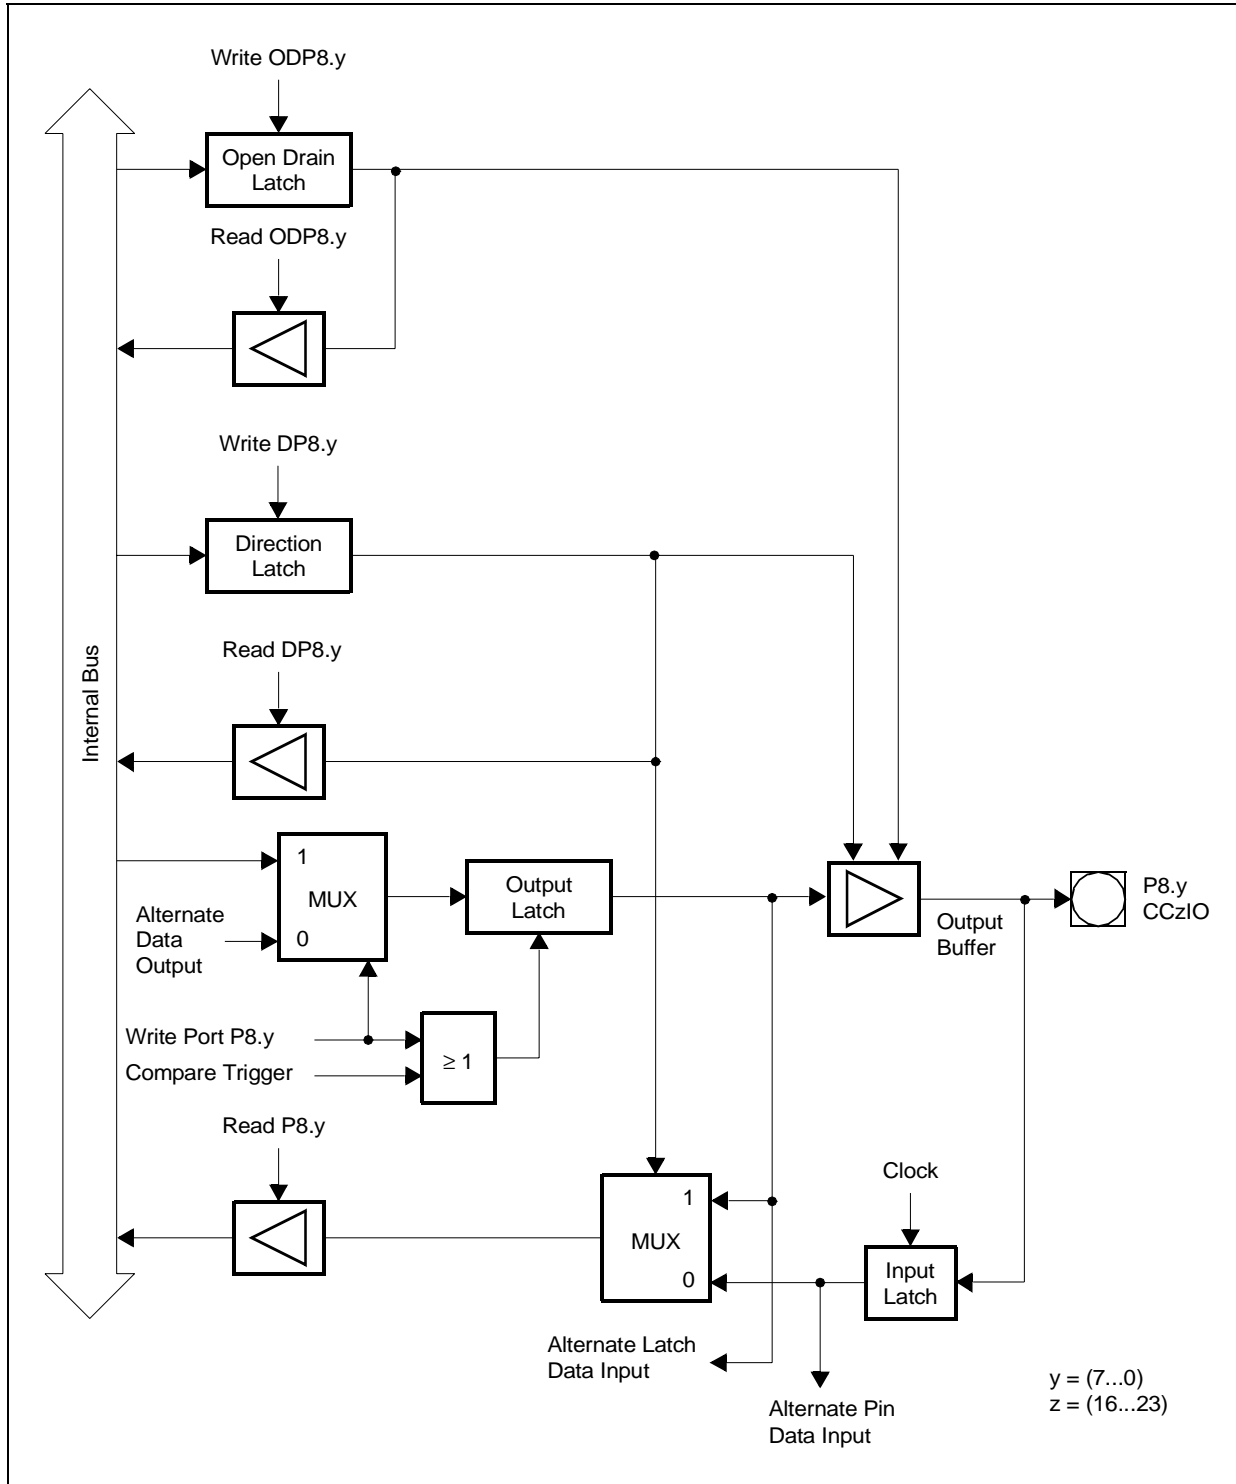 Write ODP8.y
Open Drain
Latch
Read ODP8.y
Write DP8.y
Direction
Latch
Read DP8.y
Internal Bus
1
MUX
0
Alternate
Data
Output
Output
Latch
Output
Buffer
P8.y
CCzIO
Write Port P8.y
Compare Trigger
≥ 1
Read P8.y
1
MUX
0
Clock
Input
Latch
Alternate Latch
Data Input
Alternate Pin
Data Input
y = (7...0)
z = (16...23)